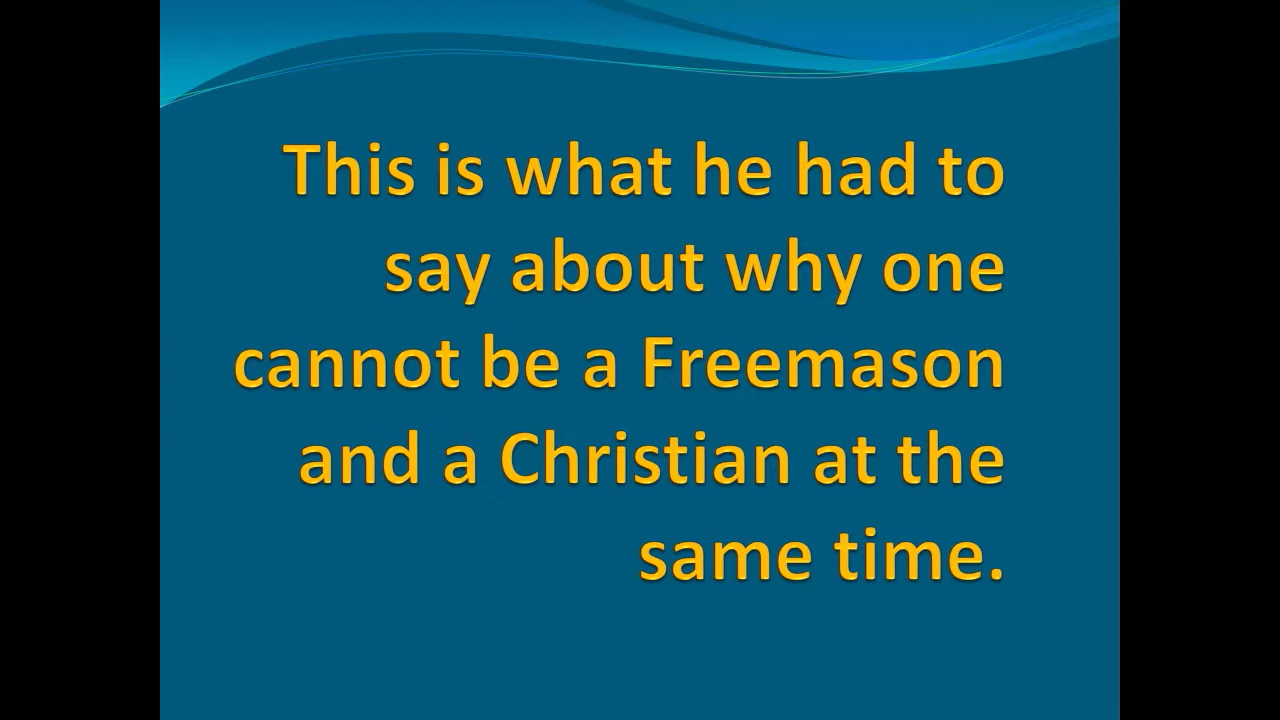 This is what he had to
say about why one
cannot be a Freemason
and a Christian at the
same time.